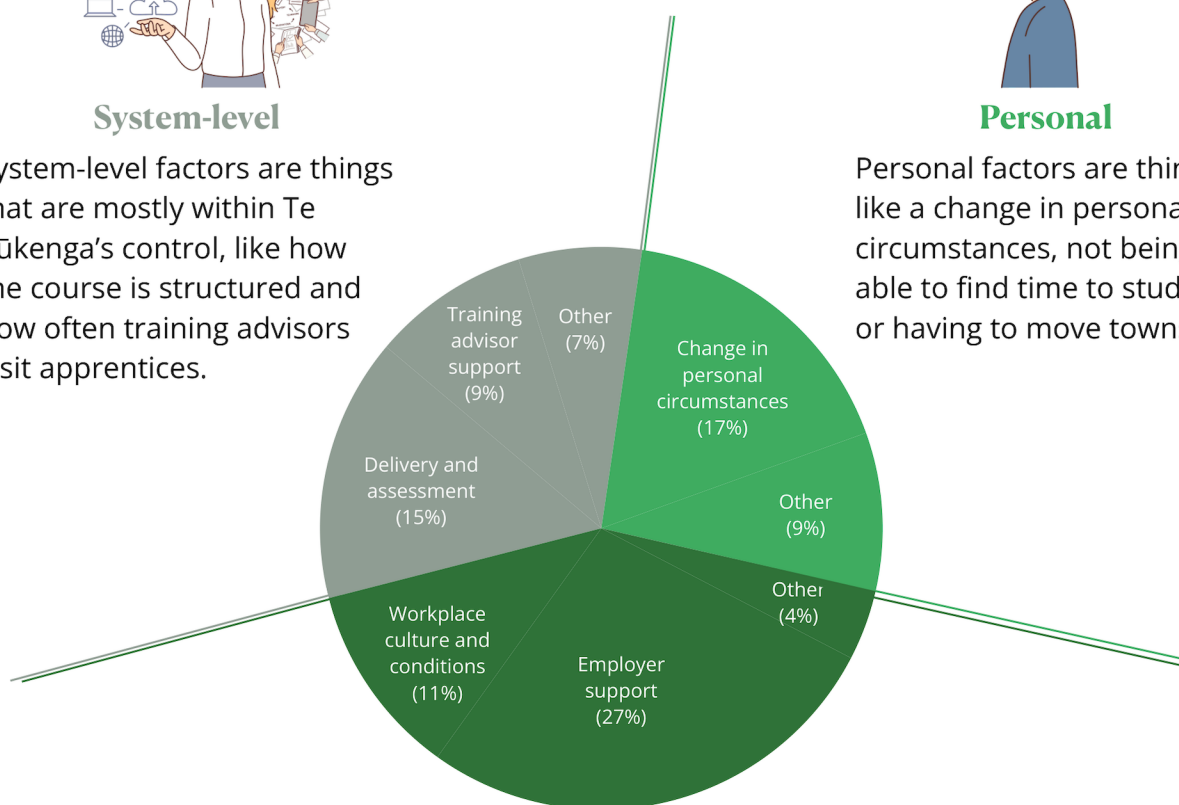 System-level
ystem-level factors are things
hat are mostly within Te
ūkenga's control, like how
he course is structured and
ow often training advisors
sit apprentices.
Personal
Personal factors are thin
like a change in persona
circumstances, not bein
able to find time to stud
or having to move town
Training
advisor
support
(9%)
Other
(7%)
Change in
personal
circumstances
(17%)
Delivery and
assessment
(15%)
Other
(9%)
Other
(4%)
Workplace
culture and
conditions
(11%)
Employer
support
(27%)